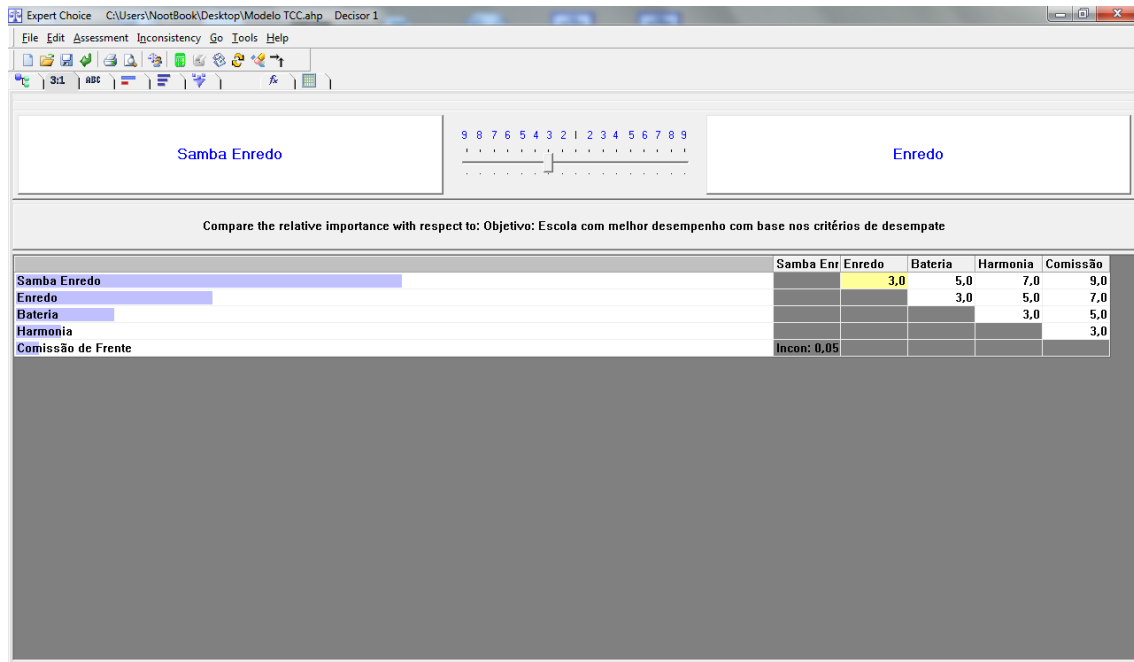 Expert Choice C:\Users\NootBook\Desktop\Modelo TCC.ahp Decisor 1
File Edit Assessment Inconsistency Go Tools Help
3:1 ABC fx
Samba Enredo
9 8 7 6 5 4 3 2 1 2 3 4 5 6 7 8 9
Enredo
Compare the relative importance with respect to: Objetivo: Escola com melhor desempenho com base nos critérios de desempate
Samba Enr Enredo Bateria Harmonia Comissão
Samba Enredo 3,0 5,0 7,0 9,0
Enredo 3,0 5,0 7,0
Bateria 3,0 5,0
Harmonia 3,0
Comissão de Frente Incon: 0,05